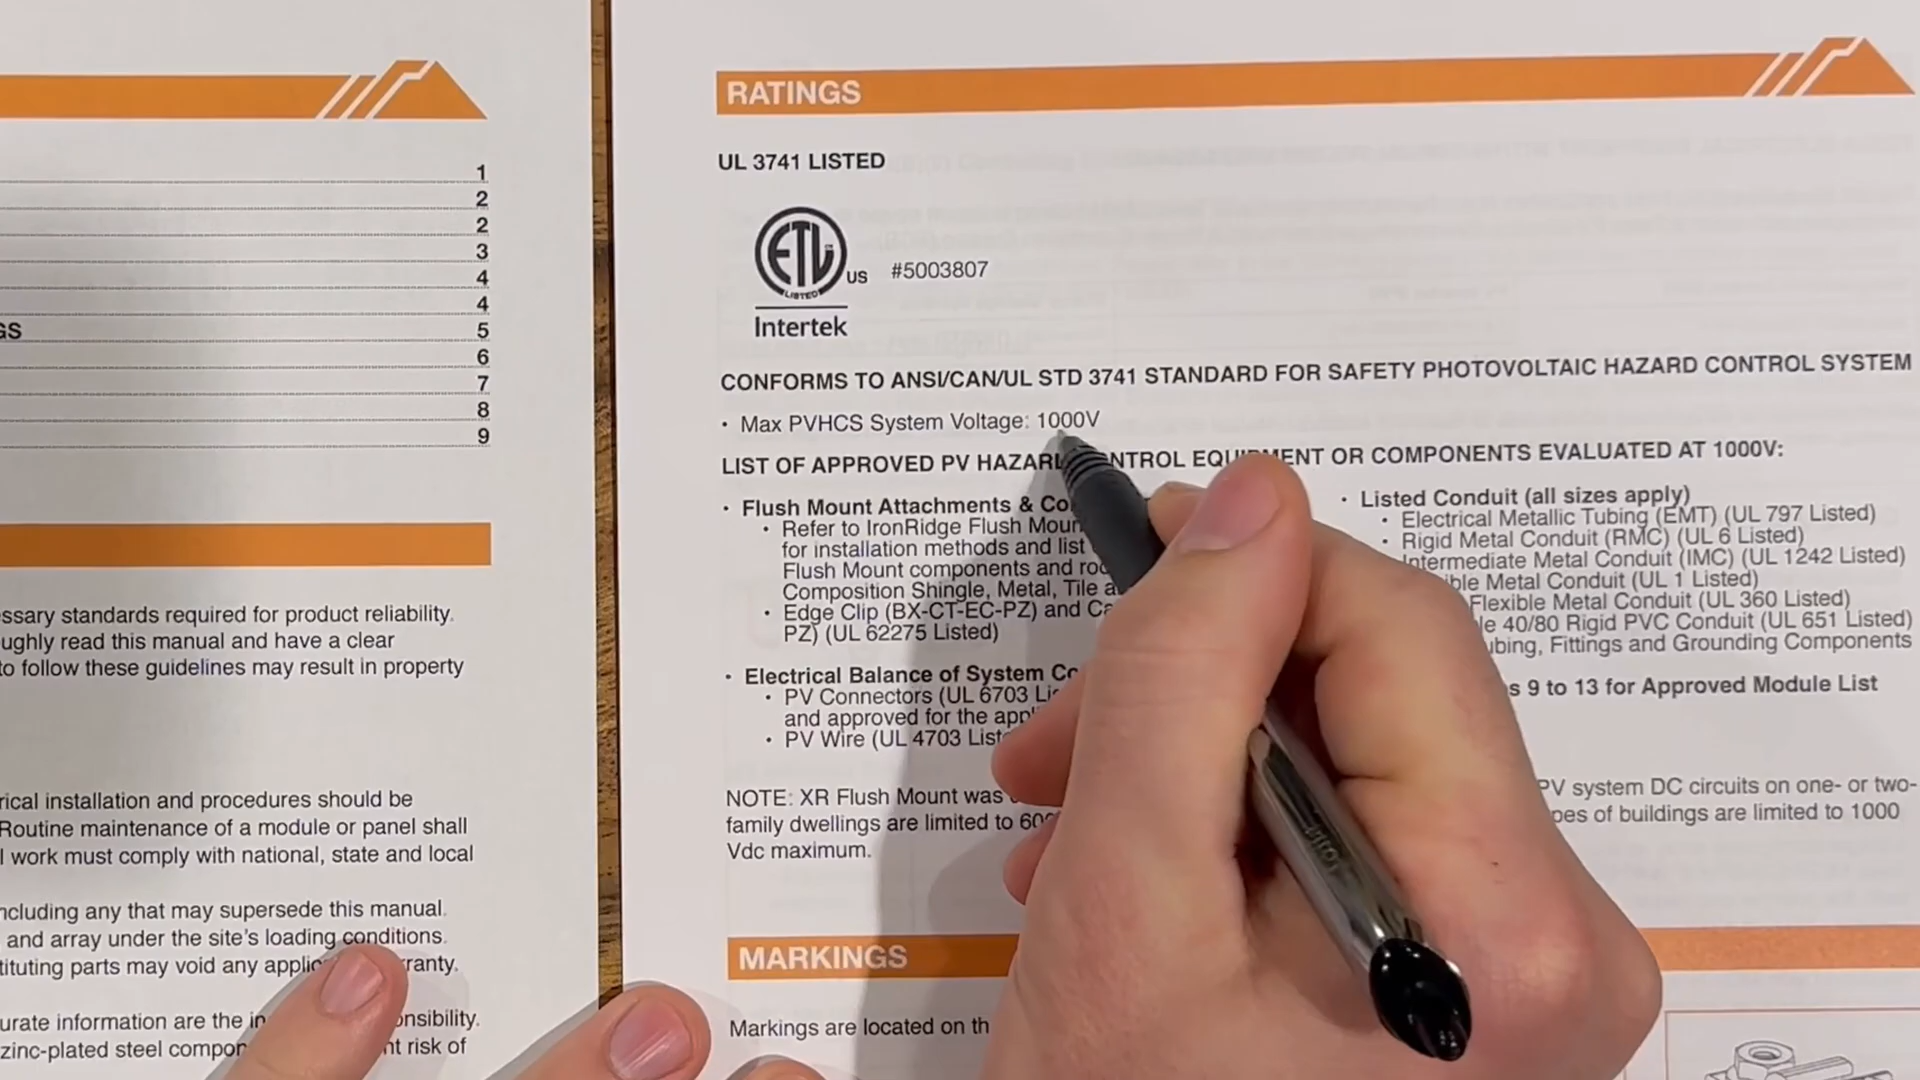 1
2
2
3
4
4
GS 5
6
7
8
9
ssary standards required for product reliability.
ughly read this manual and have a clear
to follow these guidelines may result in property
rical installation and procedures should be
Routine maintenance of a module or panel shall
l work must comply with national, state and local
ncluding any that may supersede this manual.
and array under the site's loading conditions.
tituting parts may void any applic rranty.
urate information are the in onsibility.
zinc-plated steel compon nt risk of
RATINGS
UL 3741 LISTED
ETL
LISTED
US
Intertek
#5003807
CONFORMS TO ANSI/CAN/UL STD 3741 STANDARD FOR SAFETY PHOTOVOLTAIC HAZARD CONTROL SYSTEM
• Max PVHCS System Voltage: 1000V
LIST OF APPROVED PV HAZARD CONTROL EQUIPMENT OR COMPONENTS EVALUATED AT 1000V:
• Flush Mount Attachments & Co
• Refer to IronRidge Flush Moun
for installation methods and list
Flush Mount components and roo
Composition Shingle, Metal, Tile a
• Edge Clip (BX-CT-EC-PZ) and Ca
PZ) (UL 62275 Listed)
• Electrical Balance of System Co
• PV Connectors (UL 6703 Lis
and approved for the app
• PV Wire (UL 4703 Liste
• Listed Conduit (all sizes apply)
• Electrical Metallic Tubing (EMT) (UL 797 Listed)
• Rigid Metal Conduit (RMC) (UL 6 Listed)
Intermediate Metal Conduit (IMC) (UL 1242 Listed)
ible Metal Conduit (UL 1 Listed)
Flexible Metal Conduit (UL 360 Listed)
le 40/80 Rigid PVC Conduit (UL 651 Listed)
ubing, Fittings and Grounding Components
s 9 to 13 for Approved Module List
NOTE: XR Flush Mount was PV system DC circuits on one- or two-
family dwellings are limited to 600 pes of buildings are limited to 1000
Vdc maximum.
MARKINGS
Markings are located on th